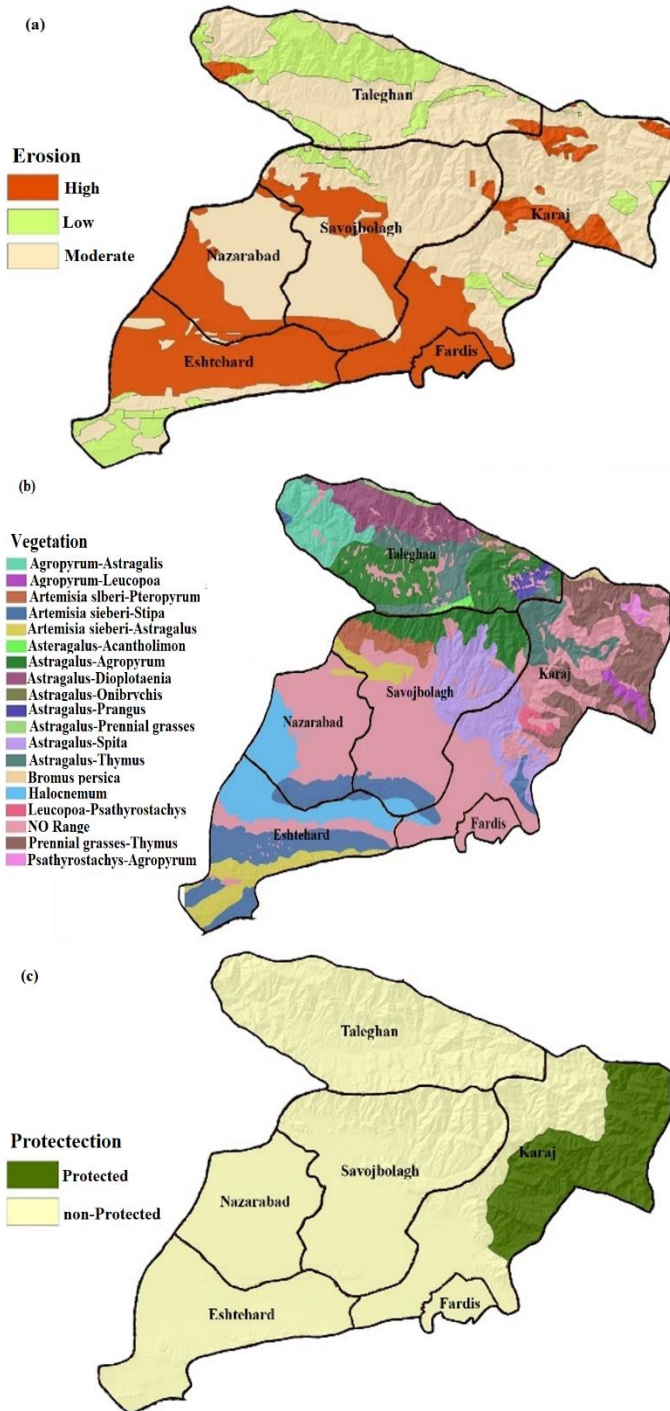 (a)
Taleghan
Erosion
High
Low
Moderate
Karaj
Savojbolagh
Nazarabad
Eshtehard
Fardis
(b)
Vegetation
Agropyrum-Astragalis
Agropyrum-Leucopoa
Artemisia slberi-Pteropyrum
Artemisia sieberi-Stipa
Artemisia sieberi-Astragalus
Asteragalus-Acantholimon
Astragalus-Agropyrum
Astragalus-Dioplotaenia
Astragalus-Onibrvchis
Astragalus-Prangus
Astragalus-Prennial grasses
Astragalus-Spita
Astragalus-Thymus
Bromus persica
Halocnemum
Leucopoa-Psathyrostachys
NO Range
Prennial grasses-Thymus
Psathyrostachys-Agropyrum
Taleghan
Karaj
Savojbolagh
Nazarabad
Eshtehard
Fardis
(c)
Taleghan
Protectection
Protected
non-Protected
Karaj
Savojbolagh
Nazarabad
Eshtehard
Fardis